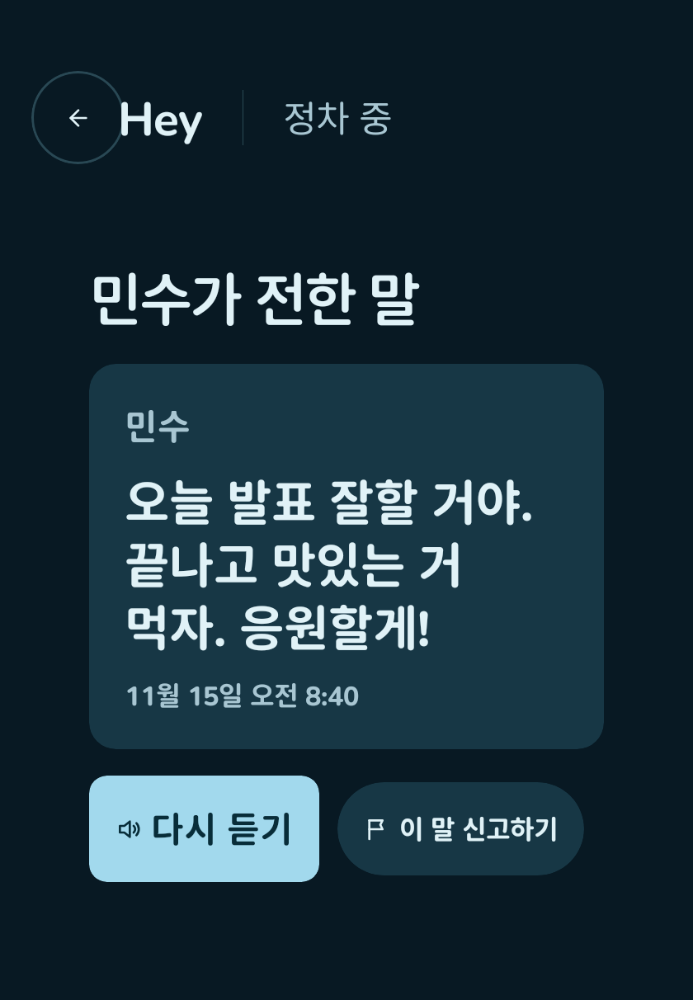 Hey 정차 중
민수가 전한 말
민수
오늘 발표 잘할 거야.
끝나고 맛있는 거
먹자. 응원할게!
11월 15일 오전 8:40
다시 듣기
이 말 신고하기